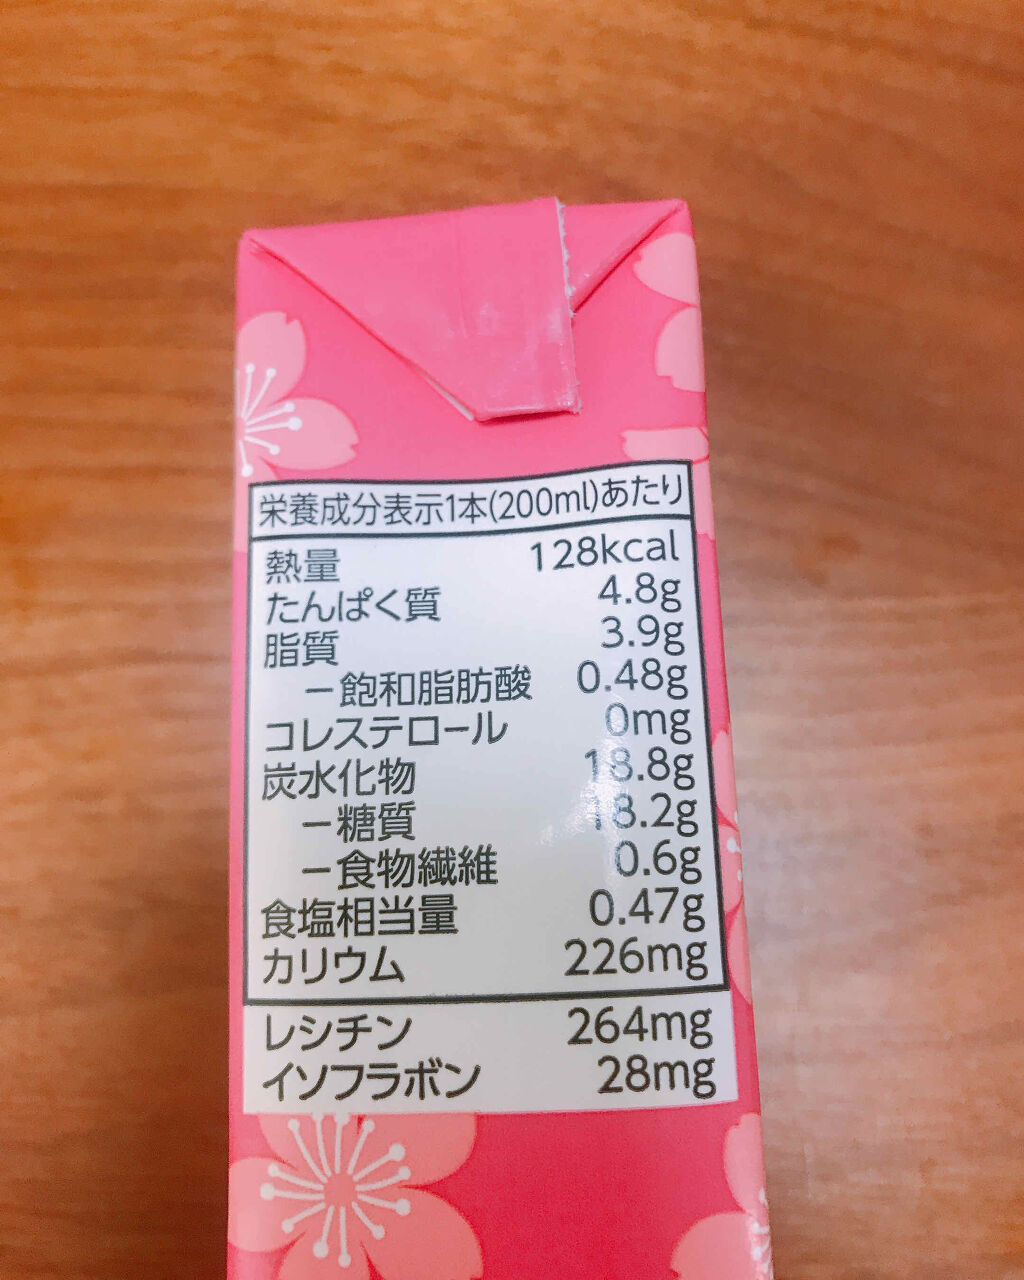 栄養成分表示1本(200ml)あたり
熱量 128kcal
たんぱく質 4.8g
脂質 3.9g
－飽和脂肪酸 0.48g
コレステロール 0mg
炭水化物 18.8g
－糖質 18.2g
－食物繊維 0.6g
食塩相当量 0.47g
カリウム 226mg
レシチン 264mg
イソフラボン 28mg